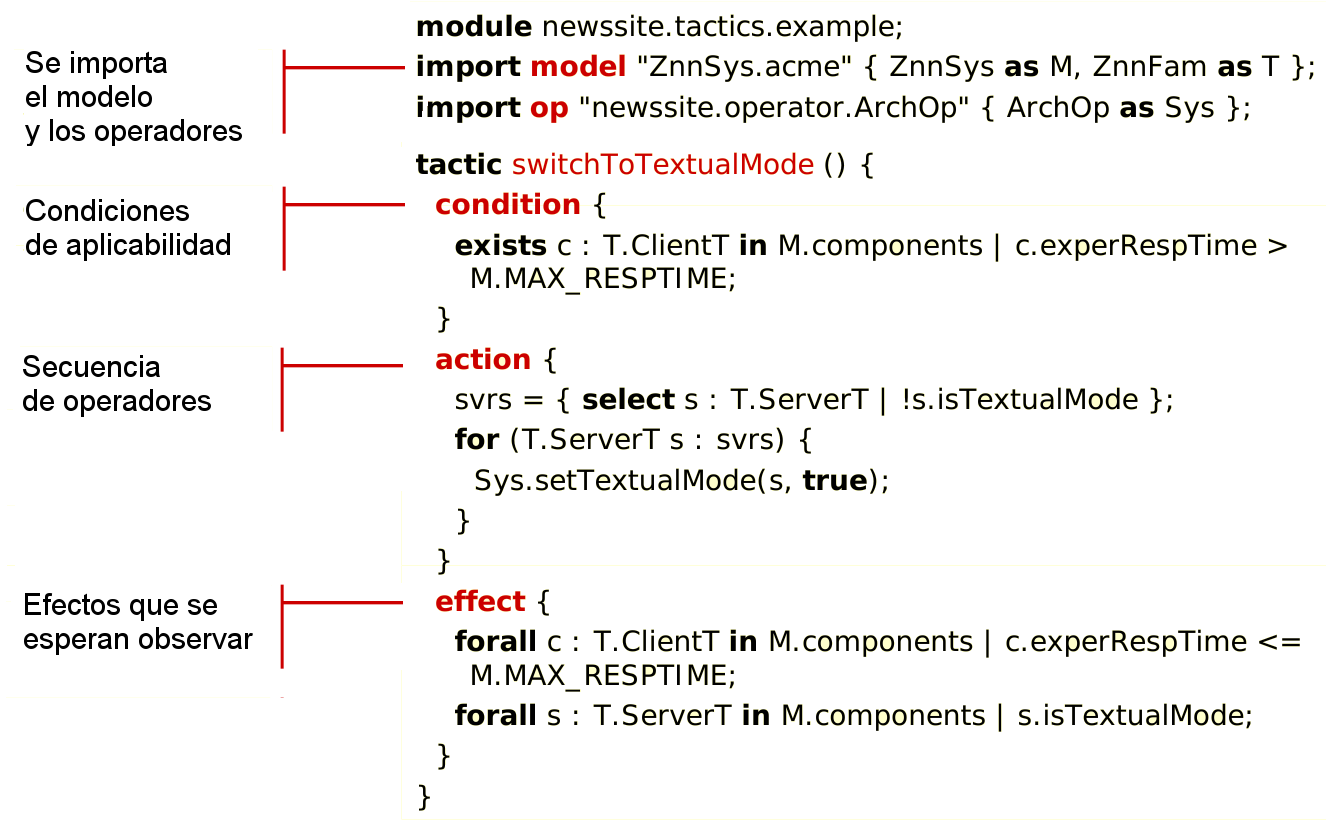 module newssite.tactics.example;
Se importa
el modelo
y los operadores
import model "ZnnSys.acme" { ZnnSys as M, ZnnFam as T };
import op "newssite.operator.ArchOp" { ArchOp as Sys };
tactic switchToTextualMode () {
Condiciones
de aplicabilidad
condition {
exists c : T.ClientT in M.components | c.experRespTime >
M.MAX_RESPTIME;
}
Secuencia
de operadores
action {
svrs = { select s : T.ServerT | !s.isTextualMode };
for (T.ServerT s : svrs) {
Sys.setTextualMode(s, true);
}
}
Efectos que se
esperan observar
effect {
forall c : T.ClientT in M.components | c.experRespTime <=
M.MAX_RESPTIME;
forall s : T.ServerT in M.components | s.isTextualMode;
}
}